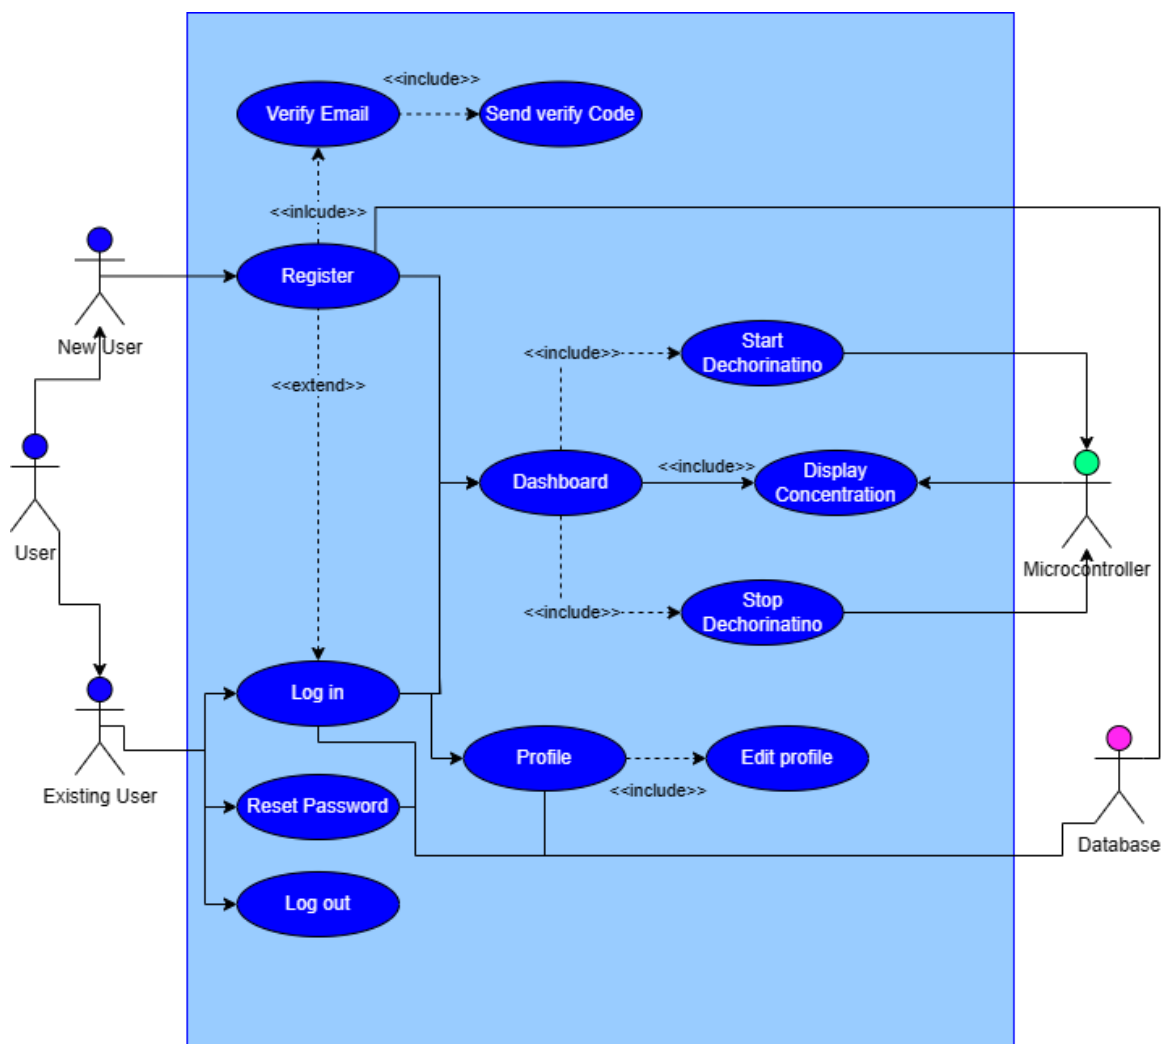 <<include>>
Verify Email
Send verify Code
<<inlcude>>
Register
New User
<<extend>>
<<include>>
Start
Dechorinatino
User
Dashboard
<<include>>
Display
Concentration
Microcontroller
<<include>>
Stop
Dechorinatino
Log in
Existing User
Profile
<<include>>
Edit profile
Reset Password
Database
Log out